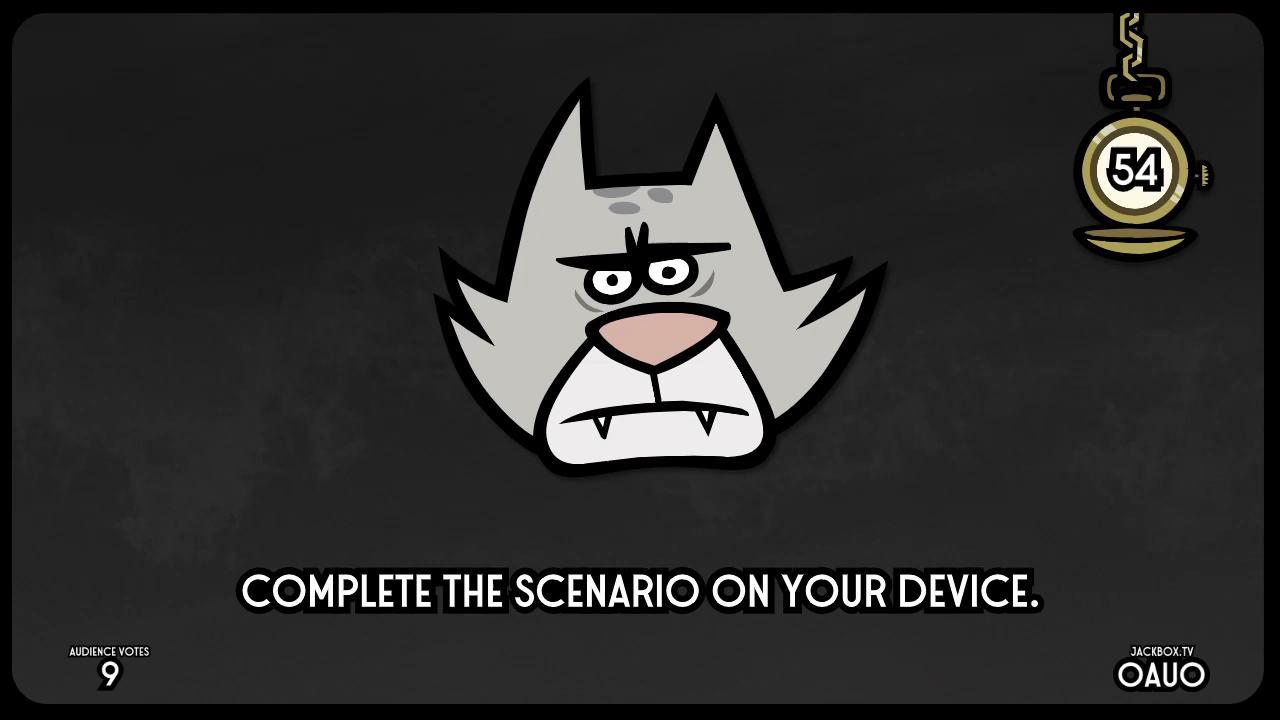 54
COMPLETE THE SCENARIO ON YOUR DEVICE.
AUDIENCE VOTES
9
JACKBOX.TV
OAUO